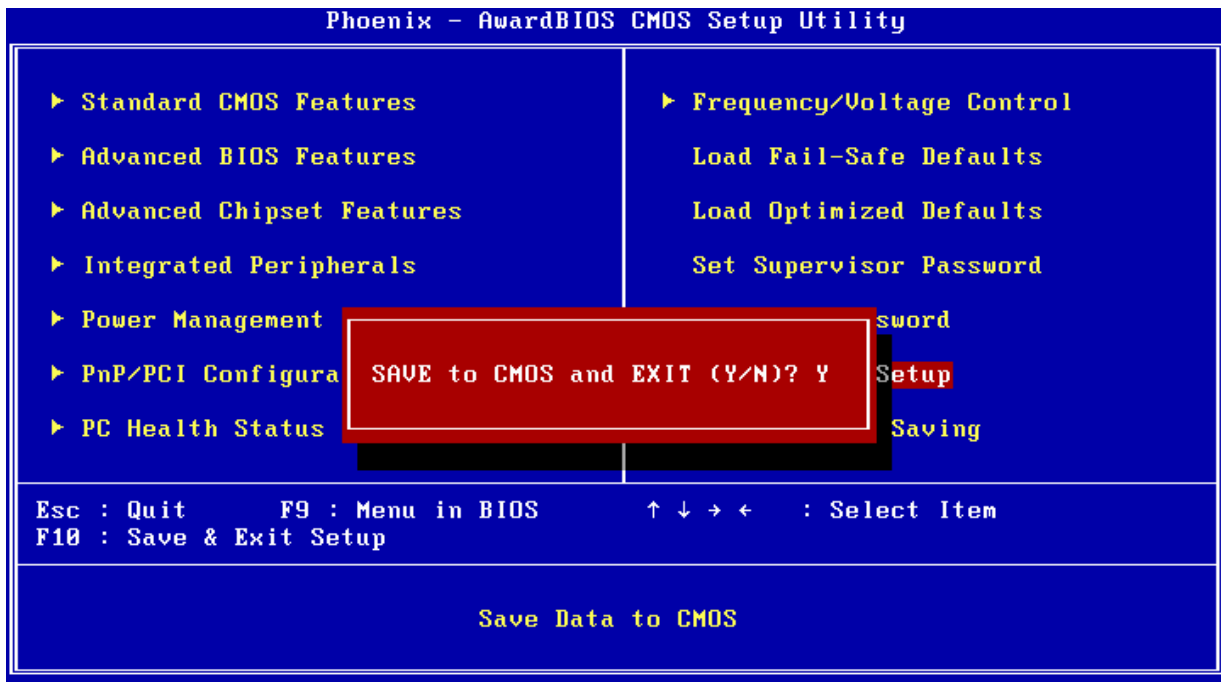 Phoenix - AwardBIOS CMOS Setup Utility
Standard CMOS Features
Advanced BIOS Features
Advanced Chipset Features
Integrated Peripherals
Power Management
PnP/PCI Configura
PC Health Status
Frequency/Voltage Control
Load Fail-Safe Defaults
Load Optimized Defaults
Set Supervisor Password
sword
Setup
Saving
SAVE to CMOS and EXIT (Y/N)? Y
Esc : Quit F9 : Menu in BIOS ↑ ↓ → ← : Select Item
F10 : Save & Exit Setup
Save Data to CMOS